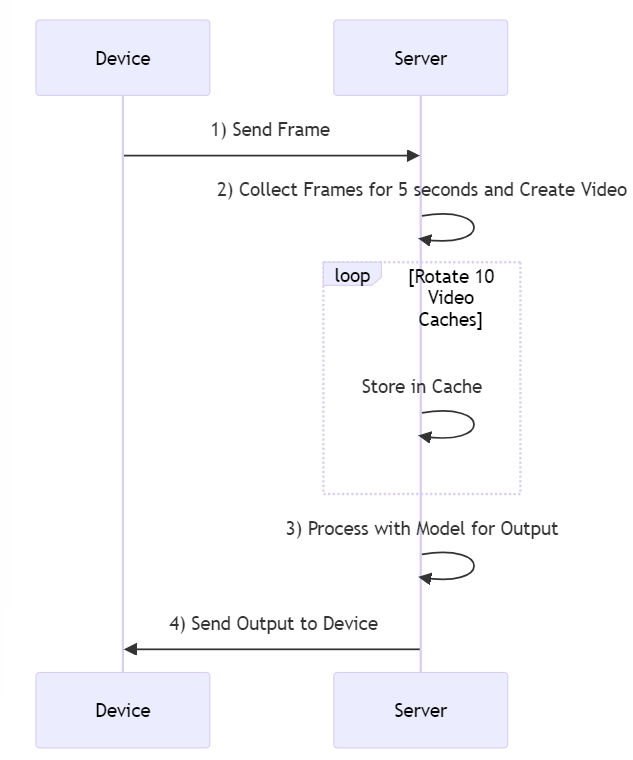 Device
Server
1) Send Frame
2) Collect Frames for 5 seconds and Create Video
loop
[Rotate 10
Video
Caches]
Store in Cache
3) Process with Model for Output
4) Send Output to Device
Device
Server